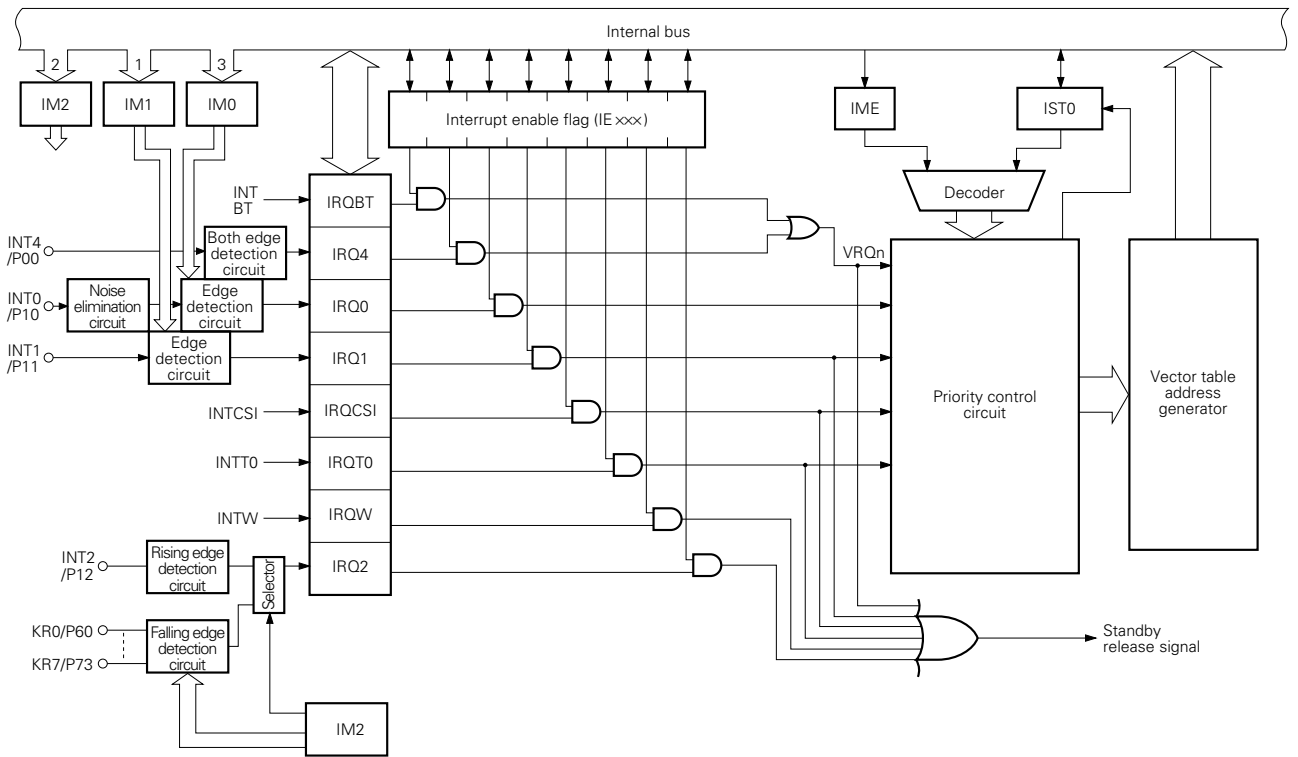 Internal bus
2
1
3
IM2
IM1
IM0
Interrupt enable flag (IE×××)
IME
IST0
Decoder
INT
BT
IRQBT
INT4
/P00
Both edge
detection
circuit
IRQ4
VRQn
INT0
/P10
Noise
elimination
circuit
Edge
detection
circuit
IRQ0
INT1
/P11
Edge
detection
circuit
IRQ1
Priority control
circuit
Vector table
address
generator
INTCSI
IRQCSI
INTT0
IRQT0
INTW
IRQW
INT2
/P12
Rising edge
detection
circuit
Selector
IRQ2
KR0/P60
KR7/P73
Falling edge
detection
circuit
Standby
release signal
IM2